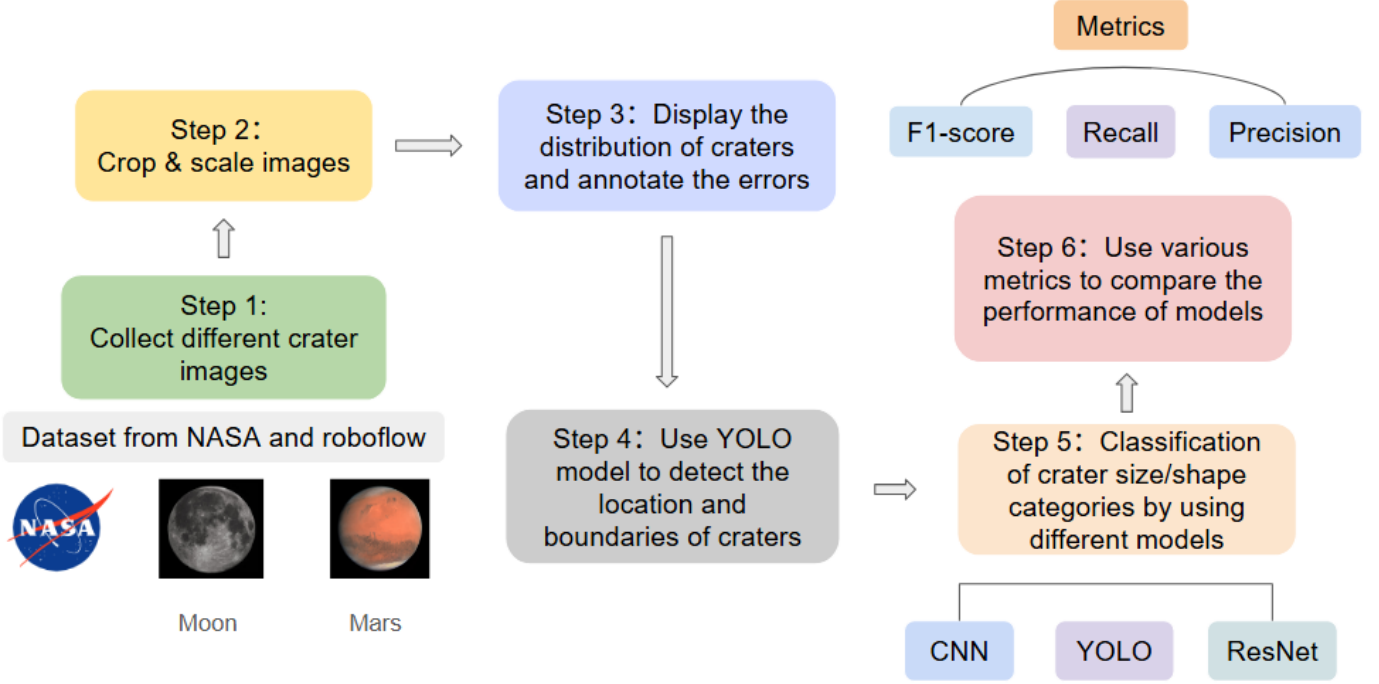 Step 1:
Collect different crater
images
Dataset from NASA and roboflow
NASA
Moon
Mars
Step 2：
Crop & scale images
Step 3：Display the
distribution of craters
and annotate the errors
Step 4：Use YOLO
model to detect the
location and
boundaries of craters
Step 5：Classification
of crater size/shape
categories by using
different models
CNN
YOLO
ResNet
Step 6：Use various
metrics to compare the
performance of models
Metrics
F1-score
Recall
Precision